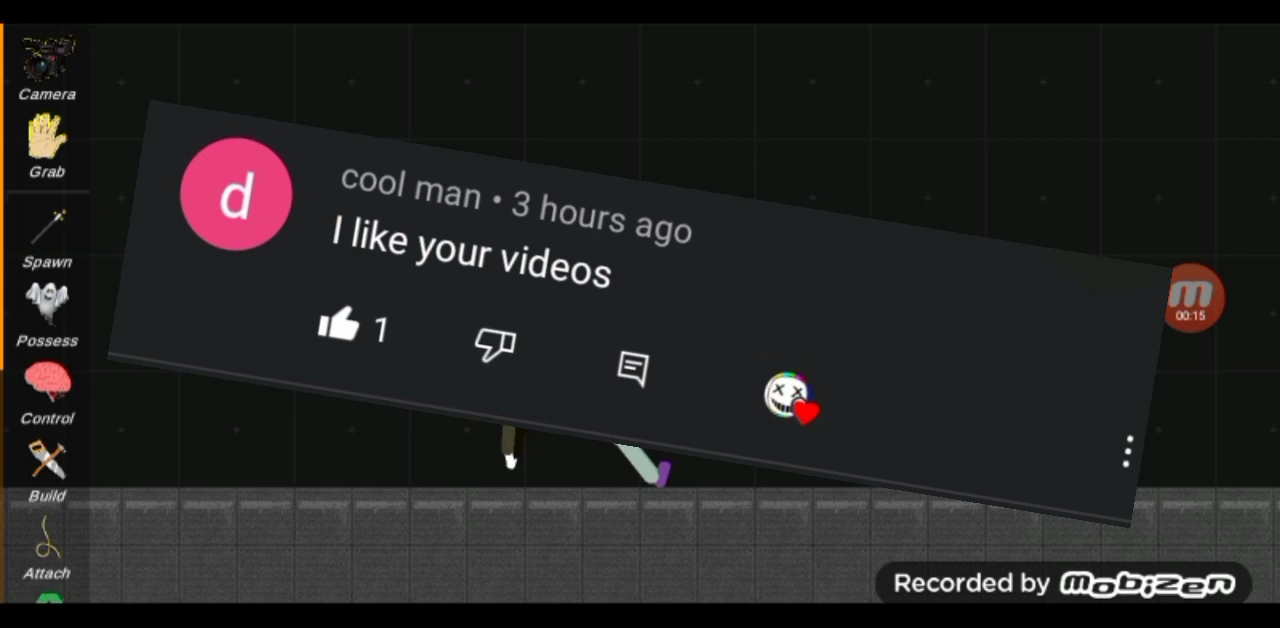 Camera
Grab
Spawn
Possess
Control
Build
Attach
d
cool man • 3 hours ago
I like your videos
1
m
00:15
Recorded by mobizen